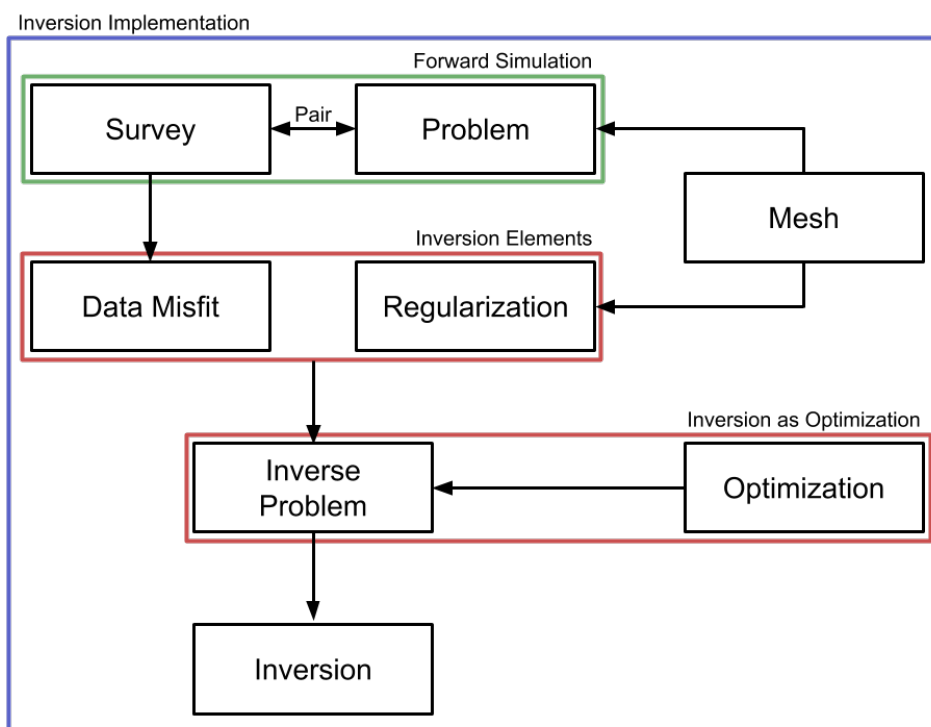 Inversion Implementation
Forward Simulation
Survey
Pair
Problem
Mesh
Inversion Elements
Data Misfit
Regularization
Inversion as Optimization
Inverse
Problem
Optimization
Inversion